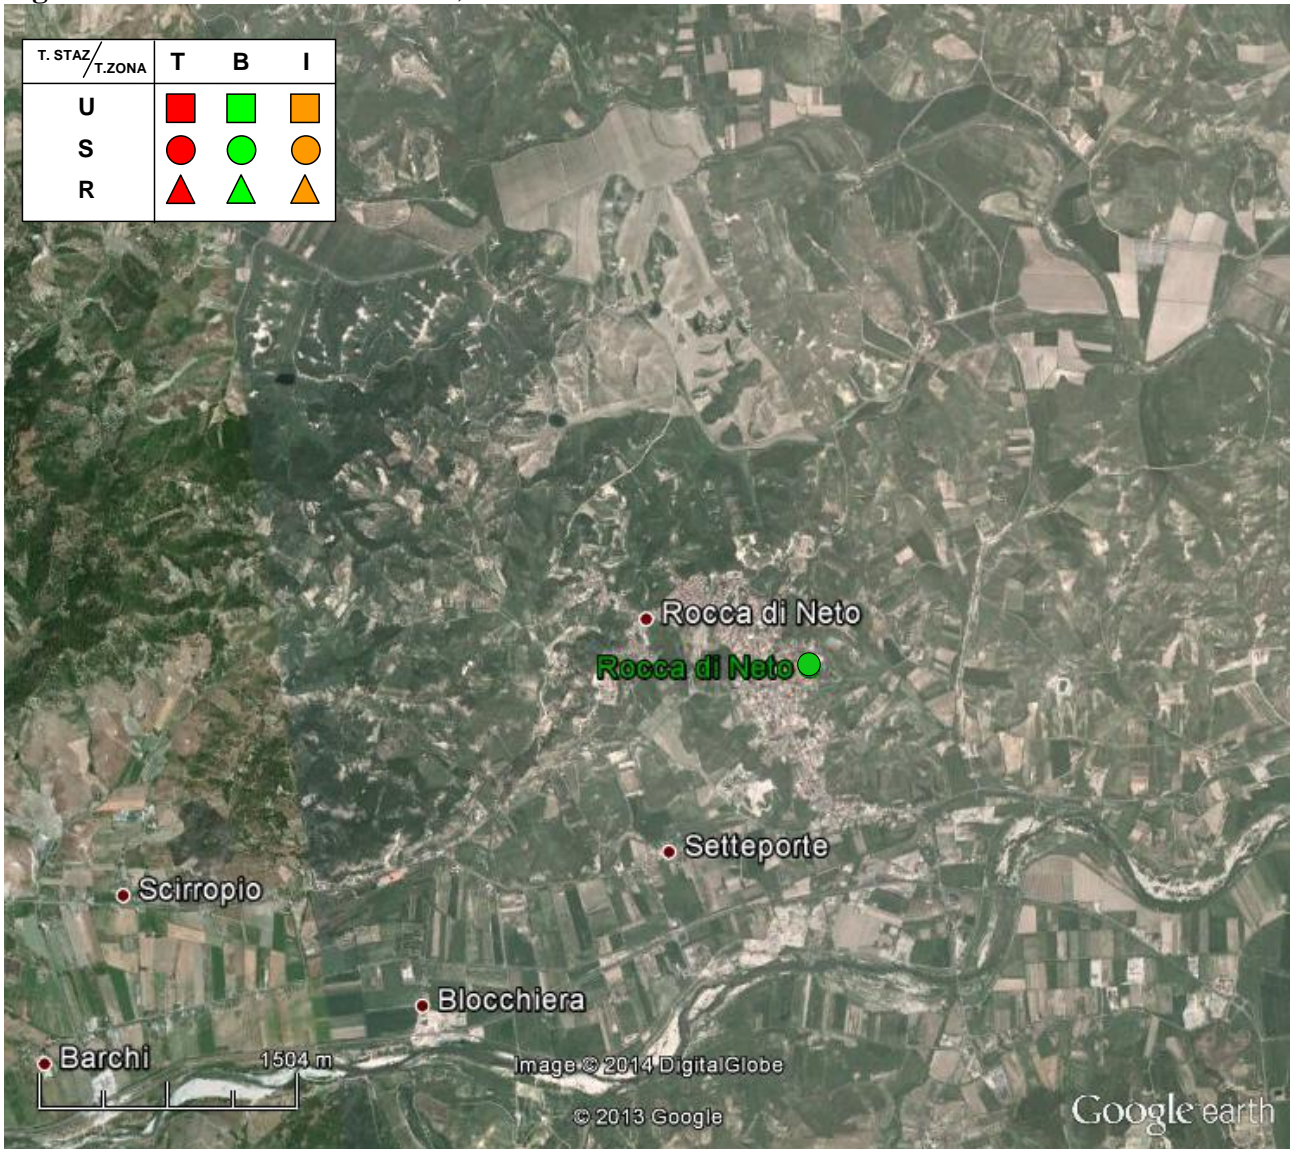 T. STAZ/T.ZONA T B I
U
S
R
Rocca di Neto
Rocca di Neto
Setteporte
Scirropio
Blocchiera
Barchi
1504 m
Image © 2014 DigitalGlobe
© 2013 Google
Google earth